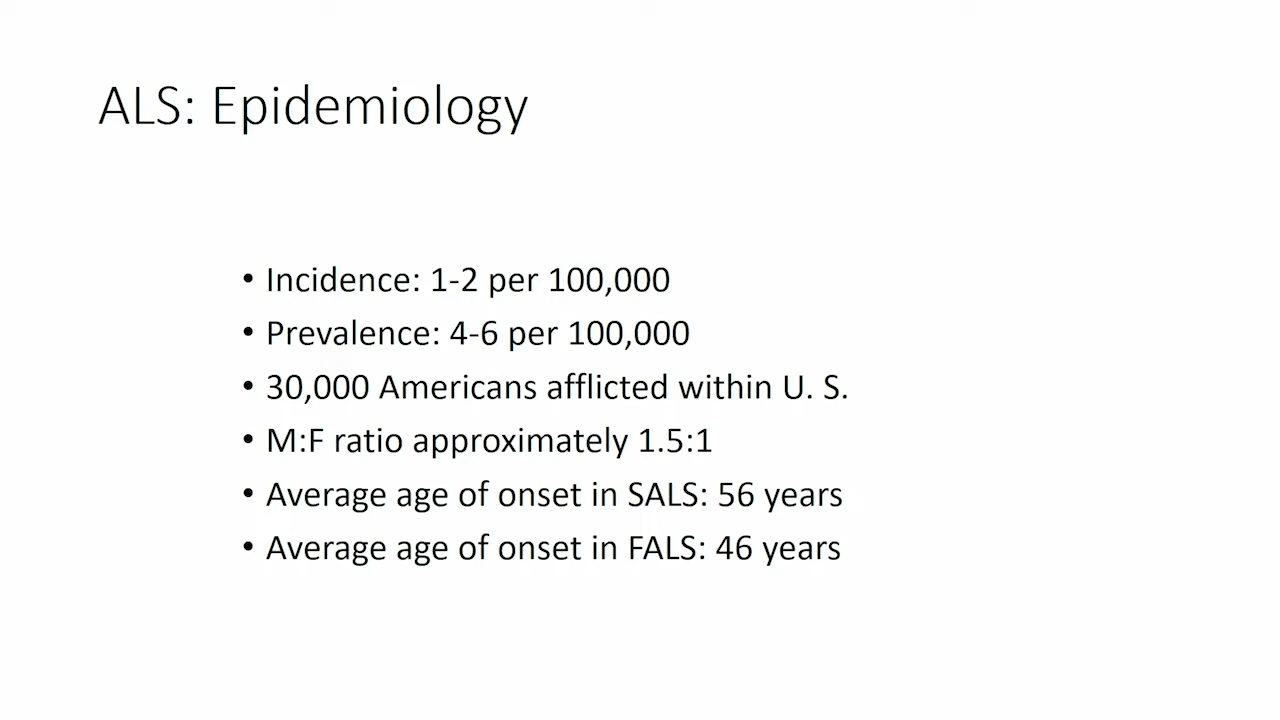 ALS: Epidemiology
• Incidence: 1-2 per 100,000
• Prevalence: 4-6 per 100,000
• 30,000 Americans afflicted within U. S.
• M:F ratio approximately 1.5:1
• Average age of onset in SALS: 56 years
• Average age of onset in FALS: 46 years